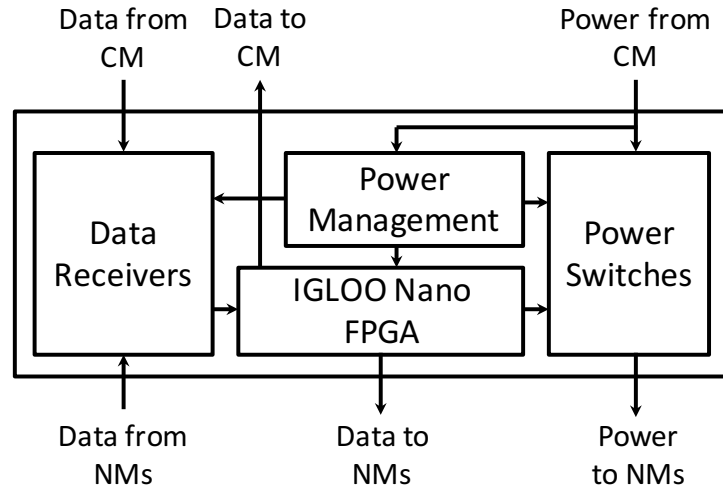 Data from
CM
Data to
CM
Power from
CM
Data
Receivers
Power
Management
IGLOO Nano
FPGA
Power
Switches
Data from
NMs
Data to
NMs
Power
to NMs